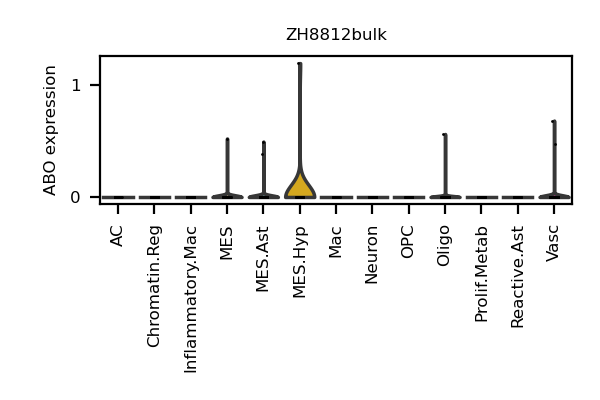 ZH8812bulk
ABO expression
1
0
AC
Chromatin.Reg
Inflammatory.Mac
MES
MES.Ast
MES.Hyp
Mac
Neuron
OPC
Oligo
Prolif.Metab
Reactive.Ast
Vasc